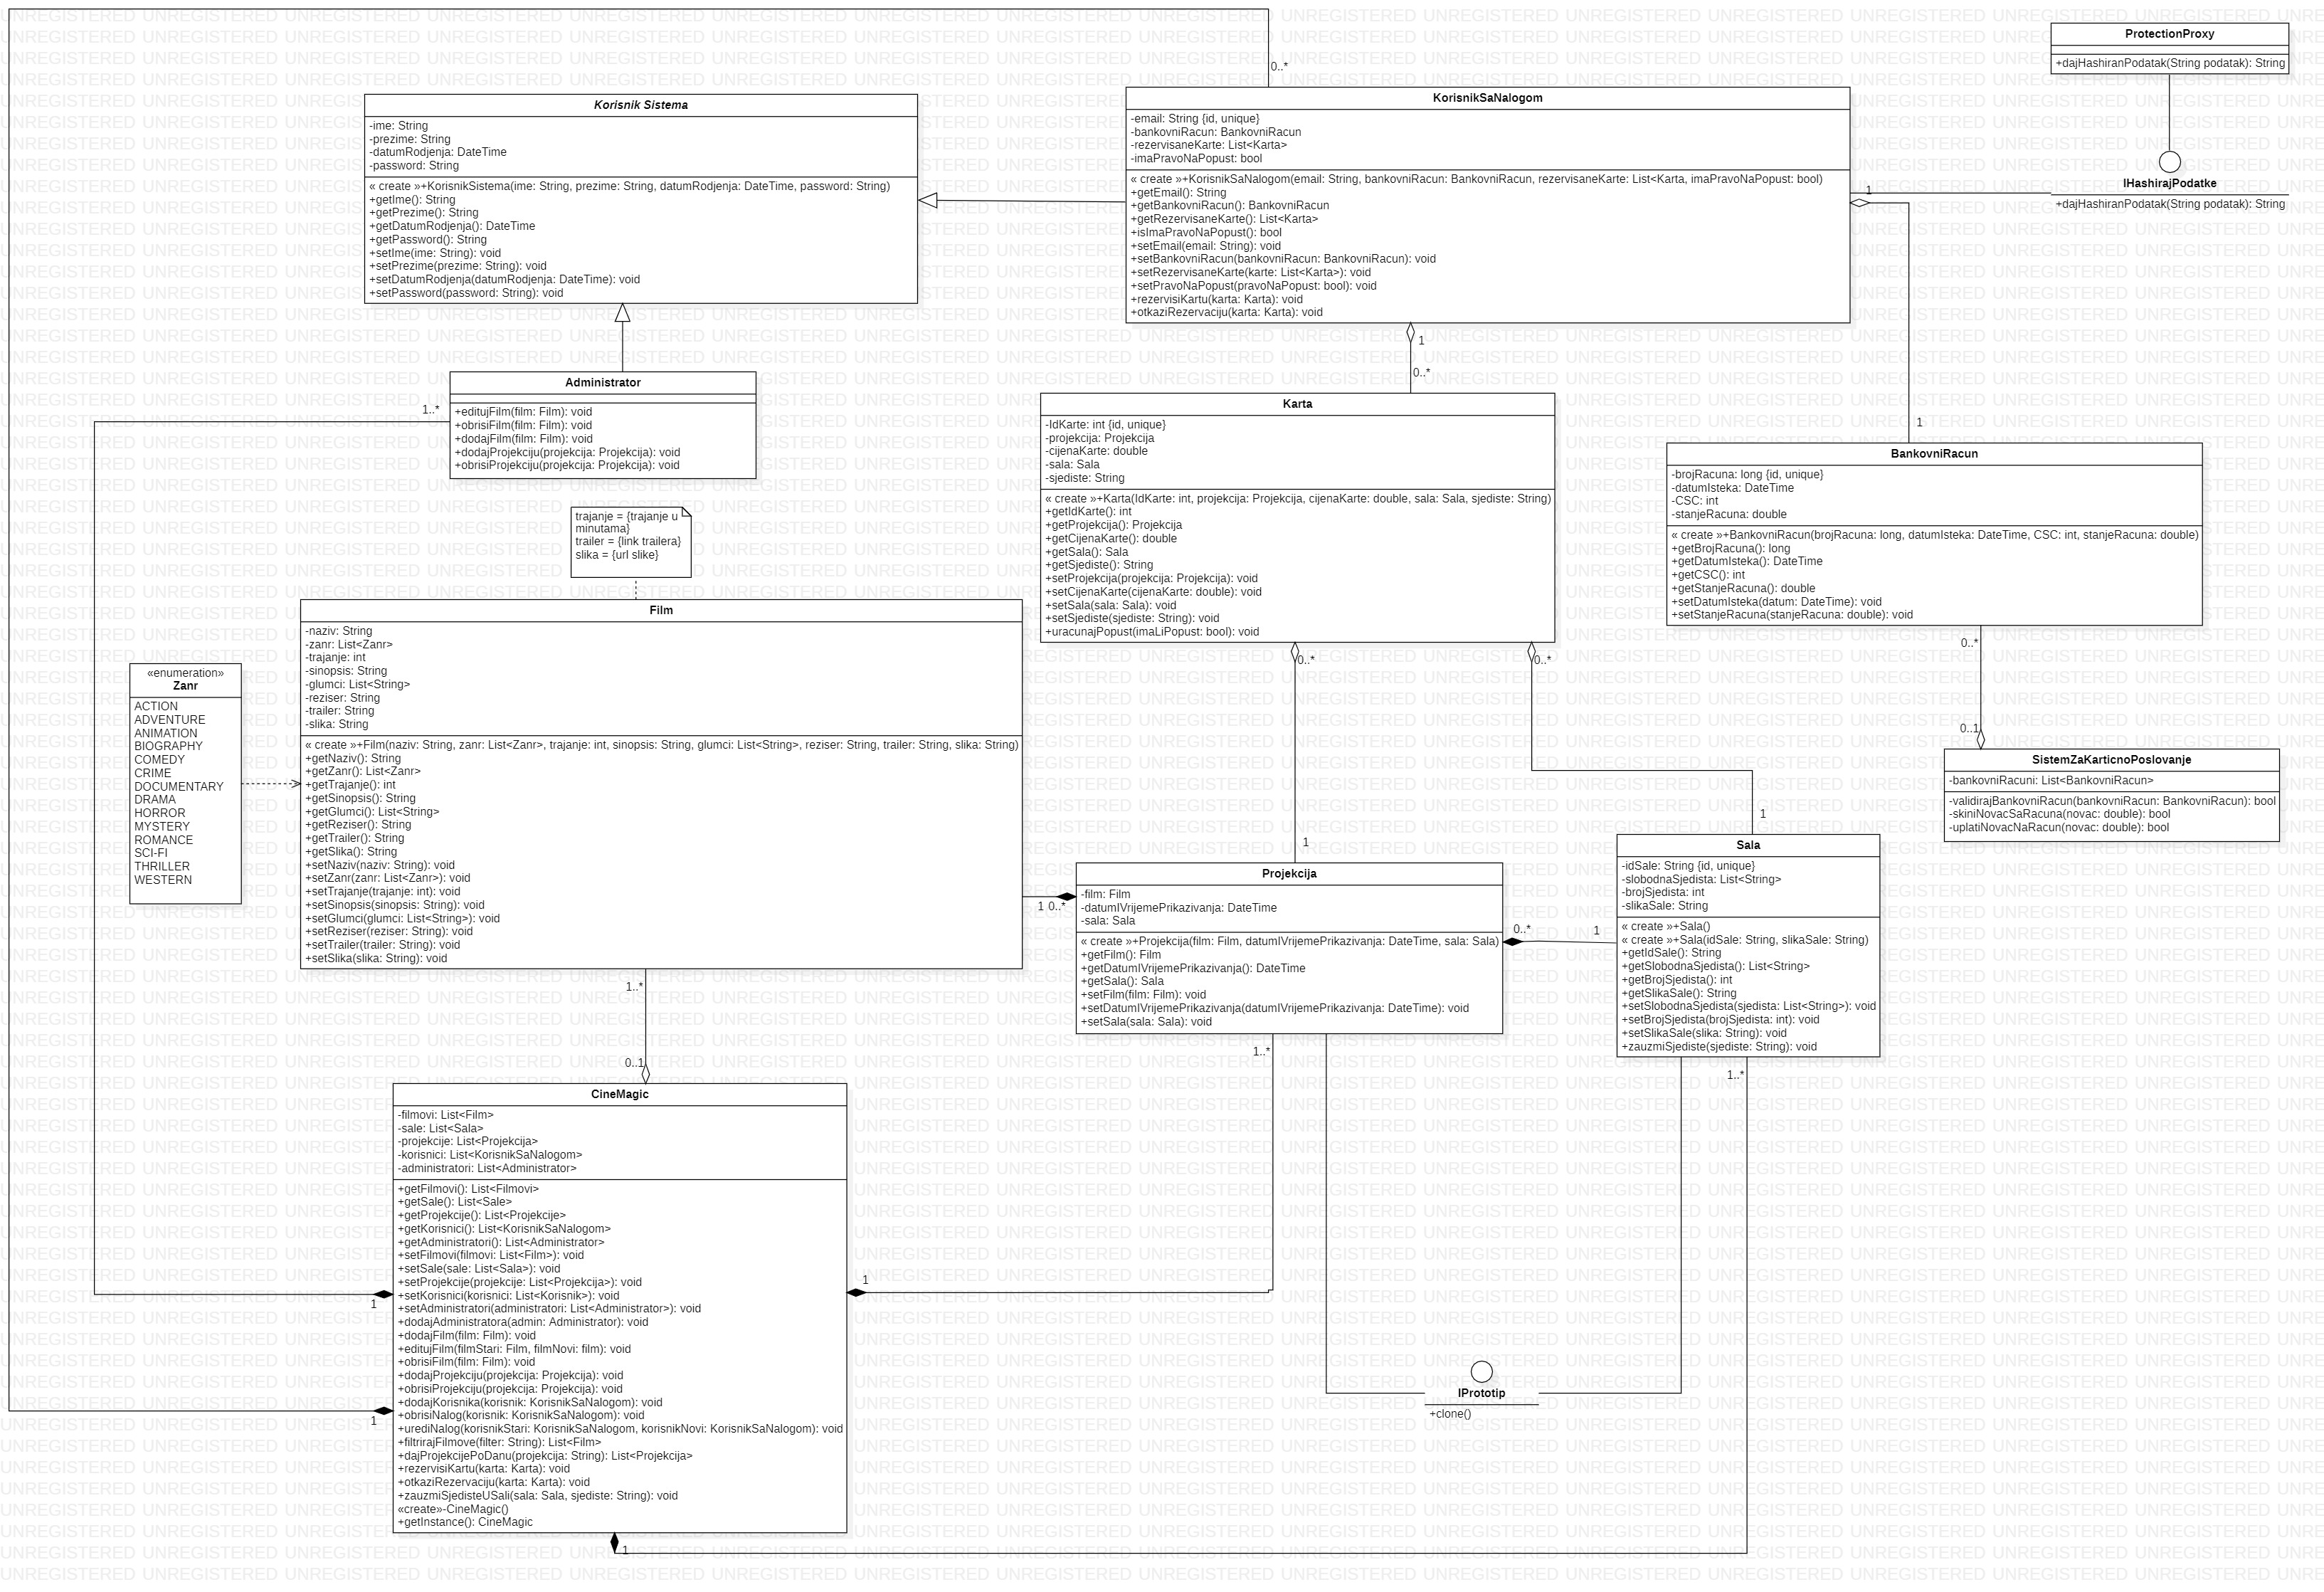 ProtectionProxy
+dajHashiranPodatak(String podatak): String
IHashirajPodatke
+dajHashiranPodatak(String podatak): String
Korisnik Sistema
-ime: String
-prezime: String
-datumRodjenja: DateTime
-password: String
« create »+KorisnikSistema(ime: String, prezime: String, datumRodjenja: DateTime, password: String)
+getIme(): String
+getPrezime(): String
+getDatumRodjenja(): DateTime
+getPassword(): String
+setIme(ime: String): void
+setPrezime(prezime: String): void
+setDatumRodjenja(datumRodjenja: DateTime): void
+setPassword(password: String): void
0..*
KorisnikSaNalogom
-email: String {id, unique}
-bankovniRacun: BankovniRacun
-rezervisaneKarte: List<Karta>
-imaPravoNaPopust: bool
« create »+KorisnikSaNalogom(email: String, bankovniRacun: BankovniRacun, rezervisaneKarte: List<Karta, imaPravoNaPopust: bool)
+getEmail(): String
+getBankovniRacun(): BankovniRacun
+getRezervisaneKarte(): List<Karta>
+isImaPravoNaPopust(): bool
+setEmail(email: String): void
+setBankovniRacun(bankovniRacun: BankovniRacun): void
+setRezervisaneKarte(karte: List<Karta>): void
+setPravoNaPopust(pravoNaPopust: bool): void
+rezervisiKartu(karta: Karta): void
+otkaziRezervaciju(karta: Karta): void
1
1
0..*
1
Administrator
+editujFilm(film: Film): void
+obrisiFilm(film: Film): void
+dodajFilm(film: Film): void
+dodajProjekciju(projekcija: Projekcija): void
+obrisiProjekciju(projekcija: Projekcija): void
1..*
Karta
-IdKarte: int {id, unique}
-projekcija: Projekcija
-cijenaKarte: double
-sala: Sala
-sjediste: String
« create »+Karta(IdKarte: int, projekcija: Projekcija, cijenaKarte: double, sala: Sala, sjediste: String)
+getIdKarte(): int
+getProjekcija(): Projekcija
+getCijenaKarte(): double
+getSala(): Sala
+getSjediste(): String
+setProjekcija(projekcija: Projekcija): void
+setCijenaKarte(cijenaKarte: double): void
+setSala(sala: Sala): void
+setSjediste(sjediste: String): void
+uracunajPopust(imaLiPopust: bool): void
0..*
0..*
BankovniRacun
-brojRacuna: long {id, unique}
-datumIsteka: DateTime
-CSC: int
-stanjeRacuna: double
« create »+BankovniRacun(brojRacuna: long, datumIsteka: DateTime, CSC: int, stanjeRacuna: double)
+getBrojRacuna(): long
+getDatumIsteka(): DateTime
+getCSC(): int
+getStanjeRacuna(): double
+setDatumIsteka(datum: DateTime): void
+setStanjeRacuna(stanjeRacuna: double): void
0..*
0..1
SistemZaKarticnoPoslovanje
-bankovniRacuni: List<BankovniRacun>
-validirajBankovniRacun(bankovniRacun: BankovniRacun): bool
-skiniNovacSaRacuna(novac: double): bool
-uplatiNovacNaRacun(novac: double): bool
trajanje = {trajanje u
minutama}
trailer = {link trailera}
slika = {url slike}
«enumeration»
Zanr
ACTION
ADVENTURE
ANIMATION
BIOGRAPHY
COMEDY
CRIME
DOCUMENTARY
DRAMA
HORROR
MYSTERY
ROMANCE
SCI-FI
THRILLER
WESTERN
Film
-naziv: String
-zanr: List<Zanr>
-trajanje: int
-sinopsis: String
-glumci: List<String>
-reziser: String
-trailer: String
-slika: String
« create »+Film(naziv: String, zanr: List<Zanr>, trajanje: int, sinopsis: String, glumci: List<String>, reziser: String, trailer: String, slika: String)
+getNaziv(): String
+getZanr(): List<Zanr>
+getTrajanje(): int
+getSinopsis(): String
+getGlumci(): List<String>
+getReziser(): String
+getTrailer(): String
+getSlika(): String
+setNaziv(naziv: String): void
+setZanr(zanr: List<Zanr>): void
+setTrajanje(trajanje: int): void
+setSinopsis(sinopsis: String): void
+setGlumci(glumci: List<String>): void
+setReziser(reziser: String): void
+setTrailer(trailer: String): void
+setSlika(slika: String): void
1 0..*
1
Projekcija
-film: Film
-datumIVrijemePrikazivanja: DateTime
-sala: Sala
« create »+Projekcija(film: Film, datumIVrijemePrikazivanja: DateTime, sala: Sala)
+getFilm(): Film
+getDatumIVrijemePrikazivanja(): DateTime
+getSala(): Sala
+setFilm(film: Film): void
+setDatumIVrijemePrikazivanja(datumIVrijemePrikazivanja: DateTime): void
+setSala(sala: Sala): void
0..*
1
1
Sala
-idSale: String {id, unique}
-slobodnaSjedista: List<String>
-brojSjedista: int
-slikaSale: String
« create »+Sala()
« create »+Sala(idSale: String, slikaSale: String)
+getIdSale(): String
+getSlobodnaSjedista(): List<String>
+getBrojSjedista(): int
+getSlikaSale(): String
+setSlobodnaSjedista(sjedista: List<String>): void
+setBrojSjedista(brojSjedista: int): void
+setSlikaSale(slika: String): void
+zauzmiSjediste(sjediste: String): void
1..*
1..*
1..*
0..1
CineMagic
-filmovi: List<Film>
-sale: List<Sala>
-projekcije: List<Projekcija>
-korisnici: List<KorisnikSaNalogom>
-administratori: List<Administrator>
+getFilmovi(): List<Filmovi>
+getSale(): List<Sale>
+getProjekcije(): List<Projekcije>
+getKorisnici(): List<KorisnikSaNalogom>
+getAdministratori(): List<Administrator>
+setFilmovi(filmovi: List<Film>): void
+setSale(sale: List<Sala>): void
+setProjekcije(projekcije: List<Projekcija>): void
+setKorisnici(korisnici: List<Korisnik>): void
+setAdministratori(administratori: List<Administrator>): void
+dodajAdministratora(admin: Administrator): void
+dodajFilm(film: Film): void
+editujFilm(filmStari: Film, filmNovi: film): void
+obrisiFilm(film: Film): void
+dodajProjekciju(projekcija: Projekcija): void
+obrisiProjekciju(projekcija: Projekcija): void
+dodajKorisnika(korisnik: KorisnikSaNalogom): void
+obrisiNalog(korisnik: KorisnikSaNalogom): void
+urediNalog(korisnikStari: KorisnikSaNalogom, korisnikNovi: KorisnikSaNalogom): void
+filtrirajFilmove(filter: String): List<Film>
+dajProjekcijePoDanu(projekcija: String): List<Projekcija>
+rezervisiKartu(karta: Karta): void
+otkaziRezervaciju(karta: Karta): void
+zauzmiSjedisteUSali(sala: Sala, sjediste: String): void
«create»-CineMagic()
+getInstance(): CineMagic
1
1
1
1
IPrototip
+clone()